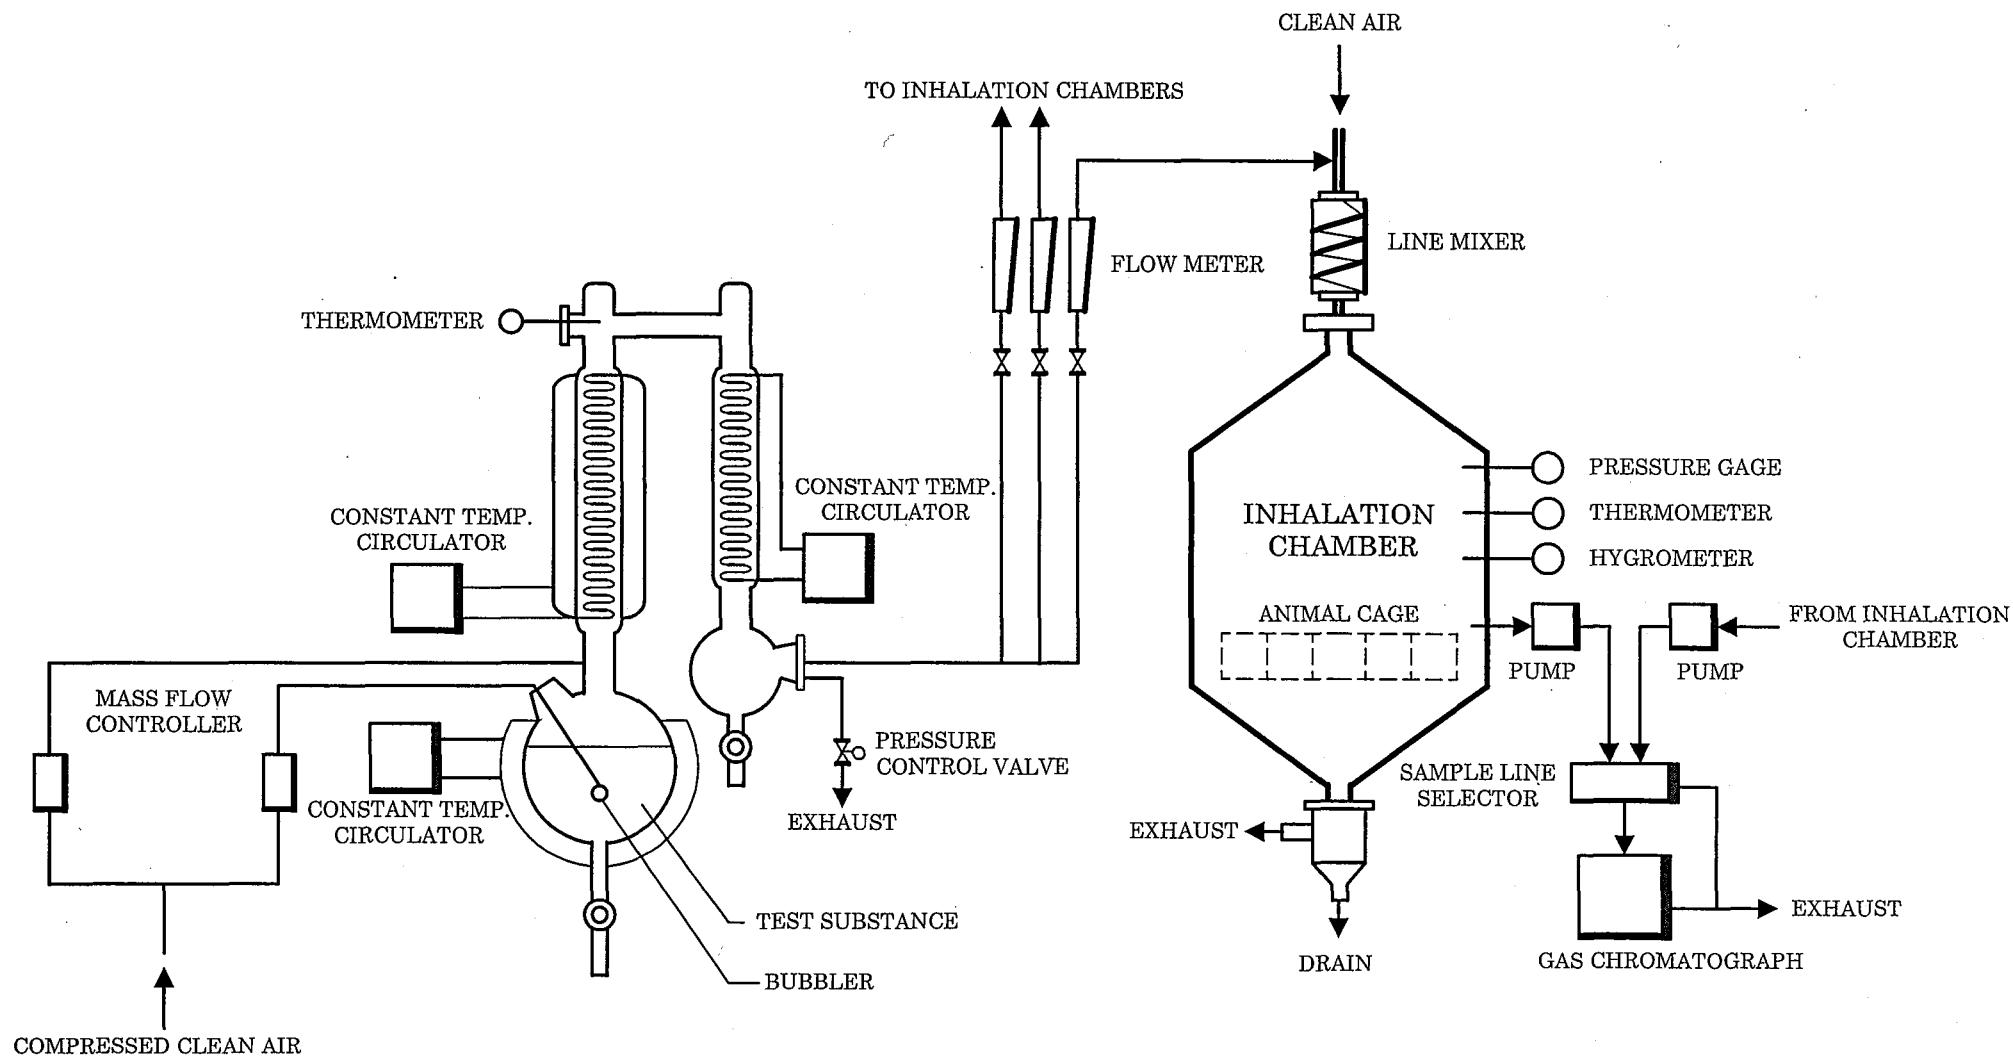 CLEAN AIR
TO INHALATION CHAMBERS
LINE MIXER
FLOW METER
THERMOMETER
PRESSURE GAGE
CONSTANT TEMP.
CIRCULATOR
CONSTANT TEMP.
CIRCULATOR
INHALATION
CHAMBER
THERMOMETER
HYGROMETER
ANIMAL CAGE
FROM INHALATION
CHAMBER
PUMP
PUMP
MASS FLOW
CONTROLLER
PRESSURE
CONTROL VALVE
SAMPLE LINE
SELECTOR
CONSTANT TEMP.
CIRCULATOR
EXHAUST
EXHAUST
EXHAUST
TEST SUBSTANCE
DRAIN
GAS CHROMATOGRAPH
BUBBLER
COMPRESSED CLEAN AIR